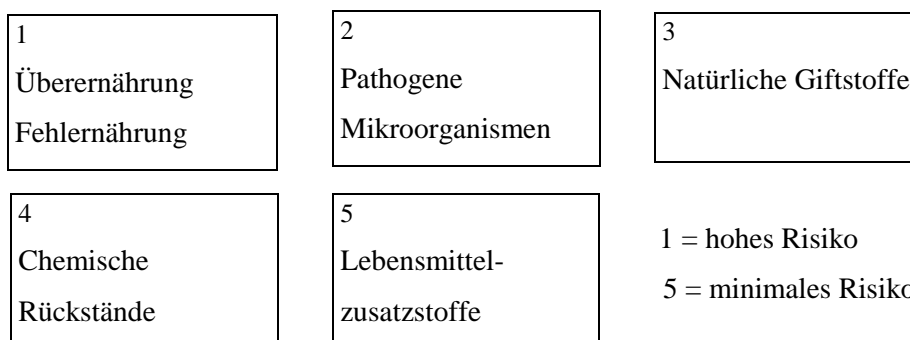 1
Überernährung
Fehlernährung
2
Pathogene
Mikroorganismen
3
Natürliche Giftstoffe
4
Chemische
Rückstände
5
Lebensmittel-
zusatzstoffe
1 = hohes Risiko
5 = minimales Risiko